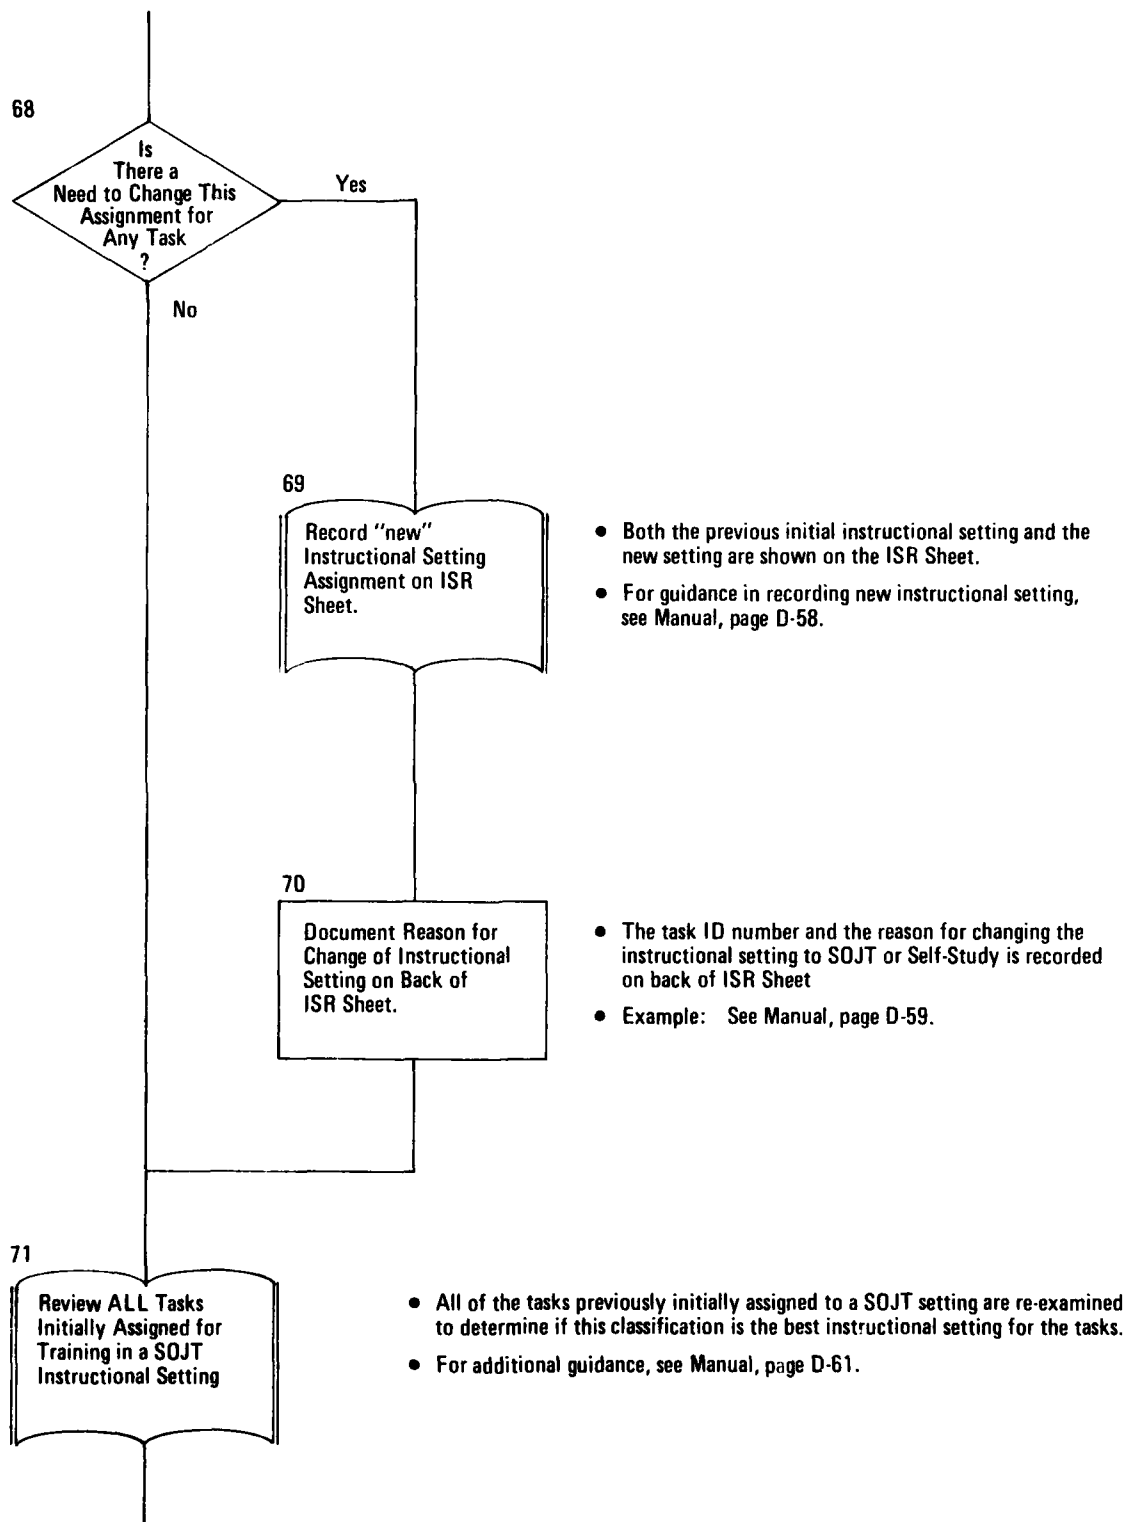 68
Is
There a
Need to Change This
Assignment for
Any Task
?
Yes
No
69
Record "new"
Instructional Setting
Assignment on ISR
Sheet.
• Both the previous initial instructional setting and the
new setting are shown on the ISR Sheet.
• For guidance in recording new instructional setting,
see Manual, page D-58.
70
Document Reason for
Change of Instructional
Setting on Back of
ISR Sheet.
• The task ID number and the reason for changing the
instructional setting to SOJT or Self-Study is recorded
on back of ISR Sheet
• Example: See Manual, page D-59.
71
Review ALL Tasks
Initially Assigned for
Training in a SOJT
Instructional Setting
• All of the tasks previously initially assigned to a SOJT setting are re-examined
to determine if this classification is the best instructional setting for the tasks.
• For additional guidance, see Manual, page D-61.